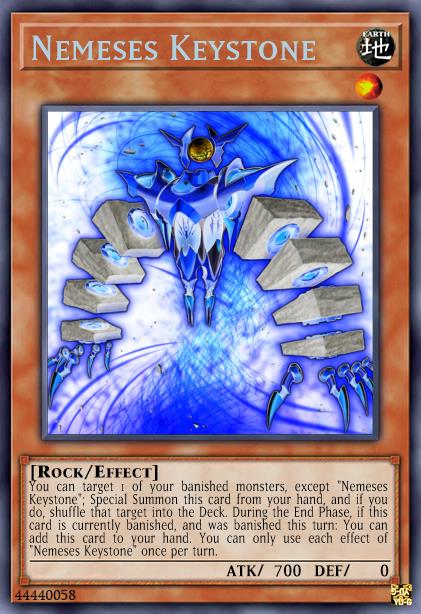 NEMESES KEYSTONE
EARTH
地
[ROCK/EFFECT]
You can target 1 of your banished monsters, except "Nemeses
Keystone"; Special Summon this card from your hand, and if you
do, shuffle that target into the Deck. During the End Phase, if this
card is currently banished, and was banished this turn: You can
add this card to your hand. You can only use each effect of
"Nemeses Keystone" once per turn.
ATK/ 700 DEF/ 0
44440058